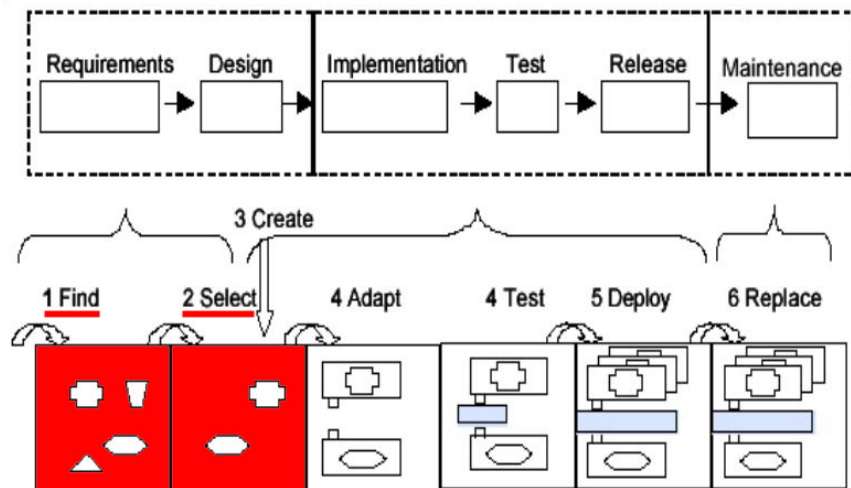 Requirements Design Implementation Test Release Maintenance
3 Create
1 Find 2 Select 4 Adapt 4 Test 5 Deploy 6 Replace